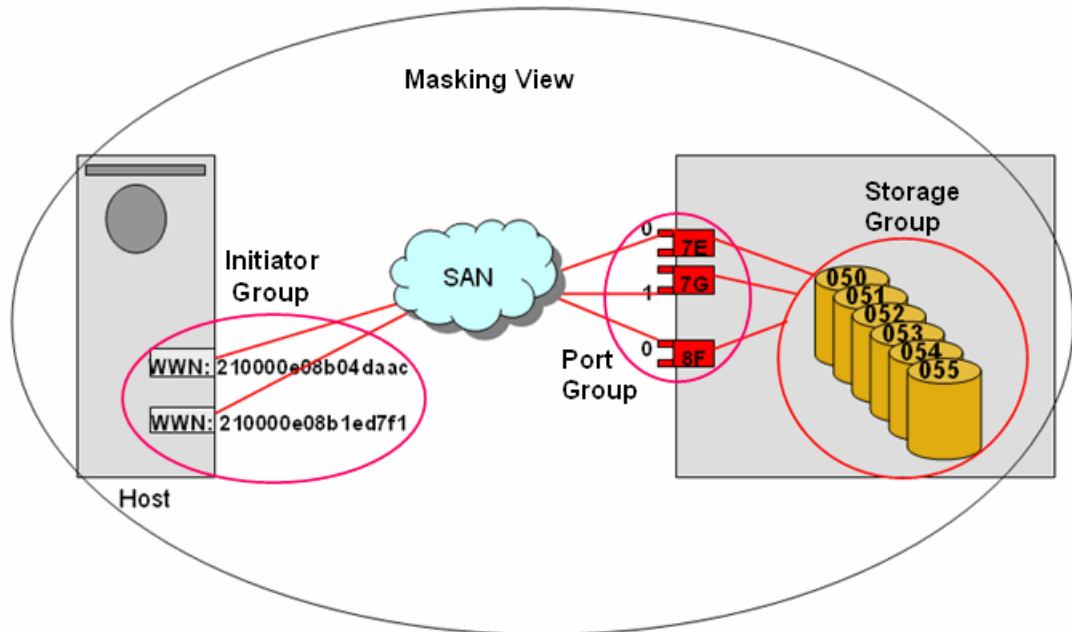 Masking View
Storage
Group
Initiator
Group
SAN
0
7E
7G
1
0
8F
Port
Group
050
051
052
053
054
055
WWN: 210000e08b04daac
WWN: 210000e08b1ed7f1
Host